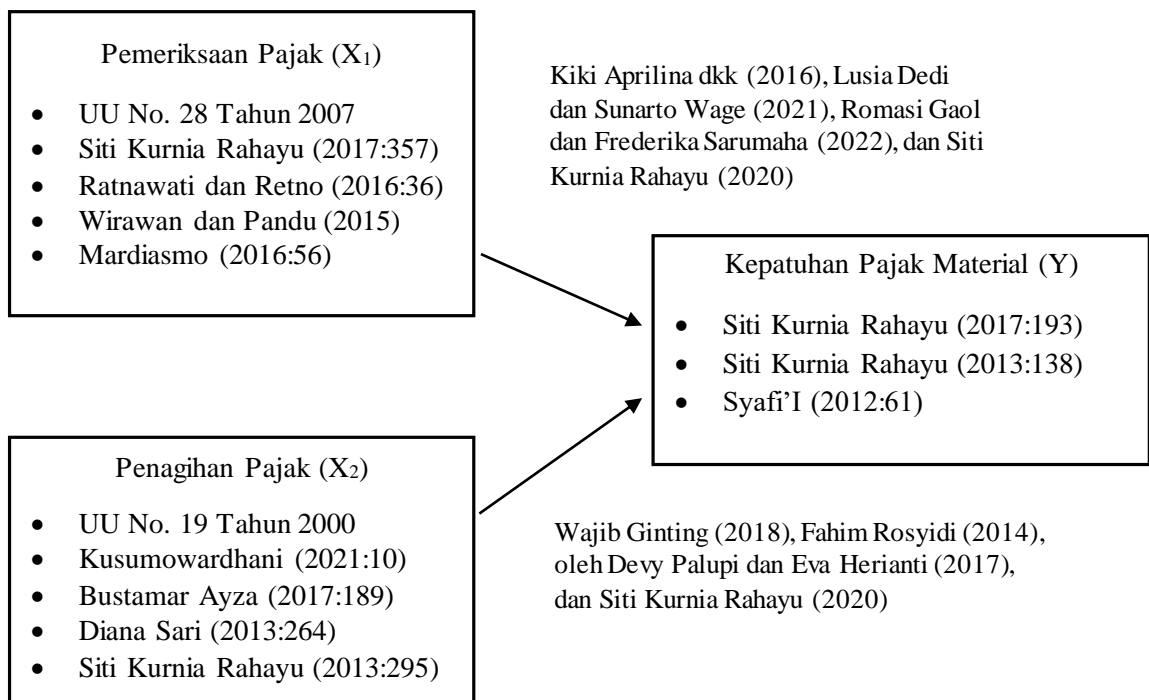 Pemeriksaan Pajak (X1)
• UU No. 28 Tahun 2007
• Siti Kurnia Rahayu (2017:357)
• Ratnawati dan Retno (2016:36)
• Wirawan dan Pandu (2015)
• Mardiasmo (2016:56)
Kiki Aprilina dkk (2016), Lusia Dedi
dan Sunarto Wage (2021), Romasi Gaol
dan Frederika Sarumaha (2022), dan Siti
Kurnia Rahayu (2020)
Kepatuhan Pajak Material (Y)
• Siti Kurnia Rahayu (2017:193)
• Siti Kurnia Rahayu (2013:138)
• Syafi’I (2012:61)
Penagihan Pajak (X2)
• UU No. 19 Tahun 2000
• Kusumowardhani (2021:10)
• Bustamar Ayza (2017:189)
• Diana Sari (2013:264)
• Siti Kurnia Rahayu (2013:295)
Wajib Ginting (2018), Fahim Rosyidi (2014),
oleh Devy Palupi dan Eva Herianti (2017),
dan Siti Kurnia Rahayu (2020)